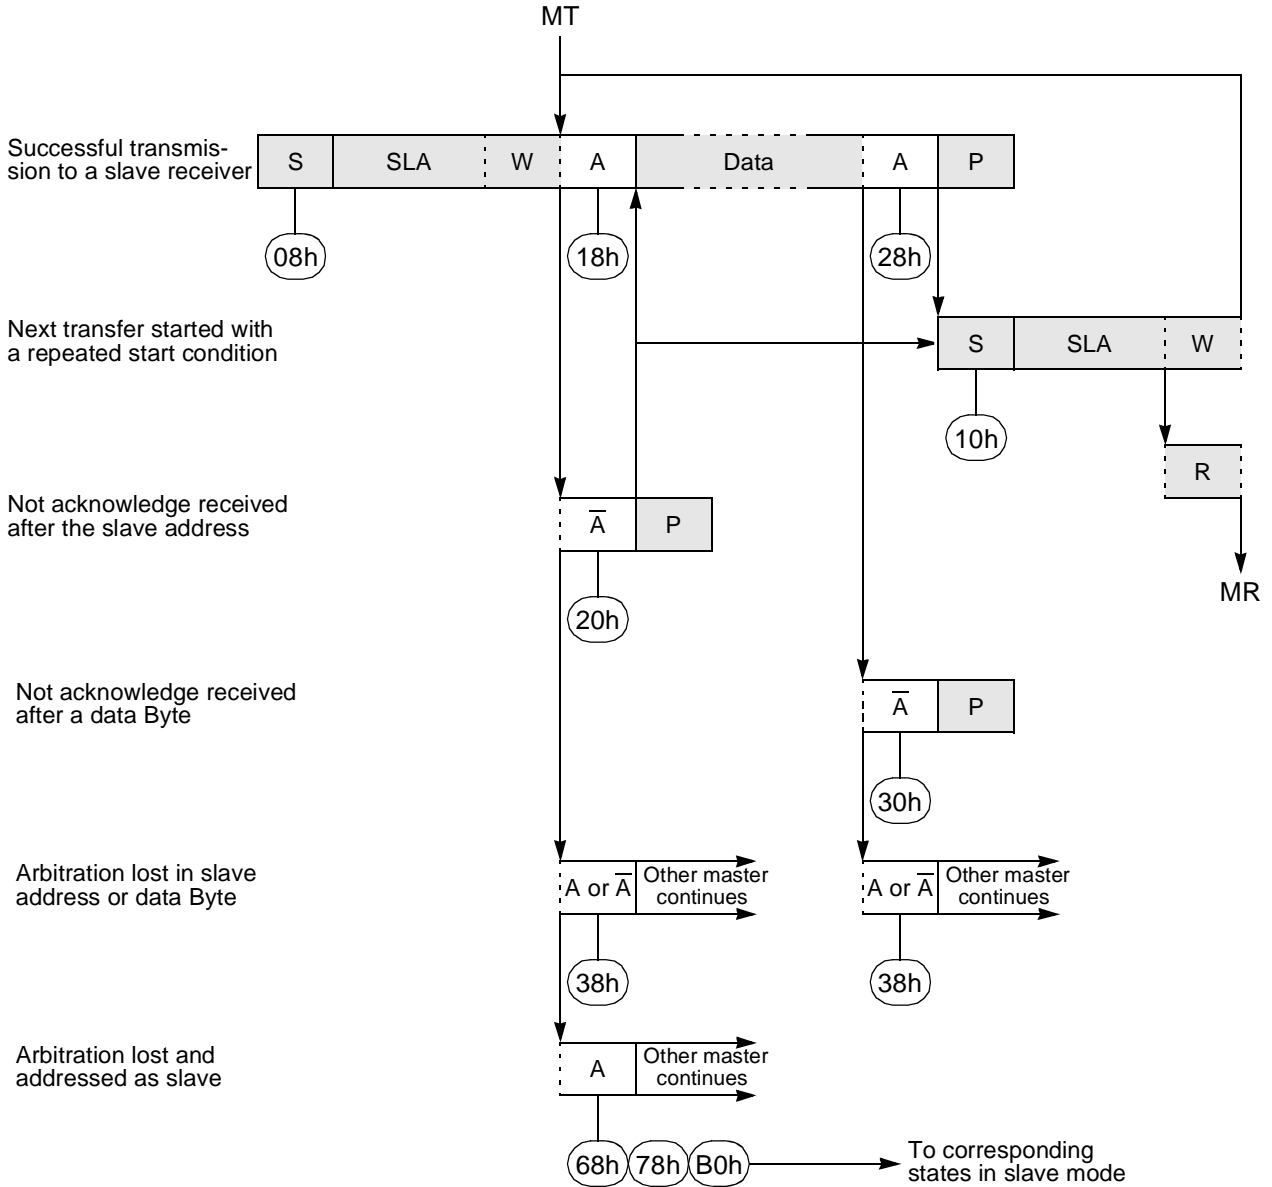 MT
Successful transmis-
sion to a slave receiver
S SLA W A Data A P
08h 18h 28h
Next transfer started with
a repeated start condition
S SLA W
10h
R
MR
Not acknowledge received
after the slave address
A̅ P
20h
Not acknowledge received
after a data Byte
A̅ P
30h
Arbitration lost in slave
address or data Byte
A or A̅ Other master
continues
A or A̅ Other master
continues
38h 38h
Arbitration lost and
addressed as slave
A Other master
continues
68h 78h B0h
To corresponding
states in slave mode